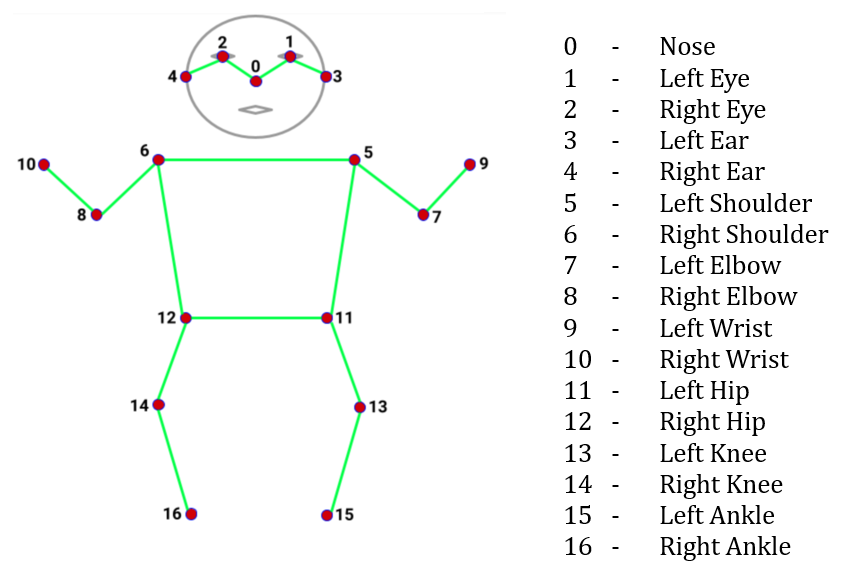 2 1
0
4 3
6 5
10 9
8 7
12 11
14 13
16 15
0 - Nose
1 - Left Eye
2 - Right Eye
3 - Left Ear
4 - Right Ear
5 - Left Shoulder
6 - Right Shoulder
7 - Left Elbow
8 - Right Elbow
9 - Left Wrist
10 - Right Wrist
11 - Left Hip
12 - Right Hip
13 - Left Knee
14 - Right Knee
15 - Left Ankle
16 - Right Ankle